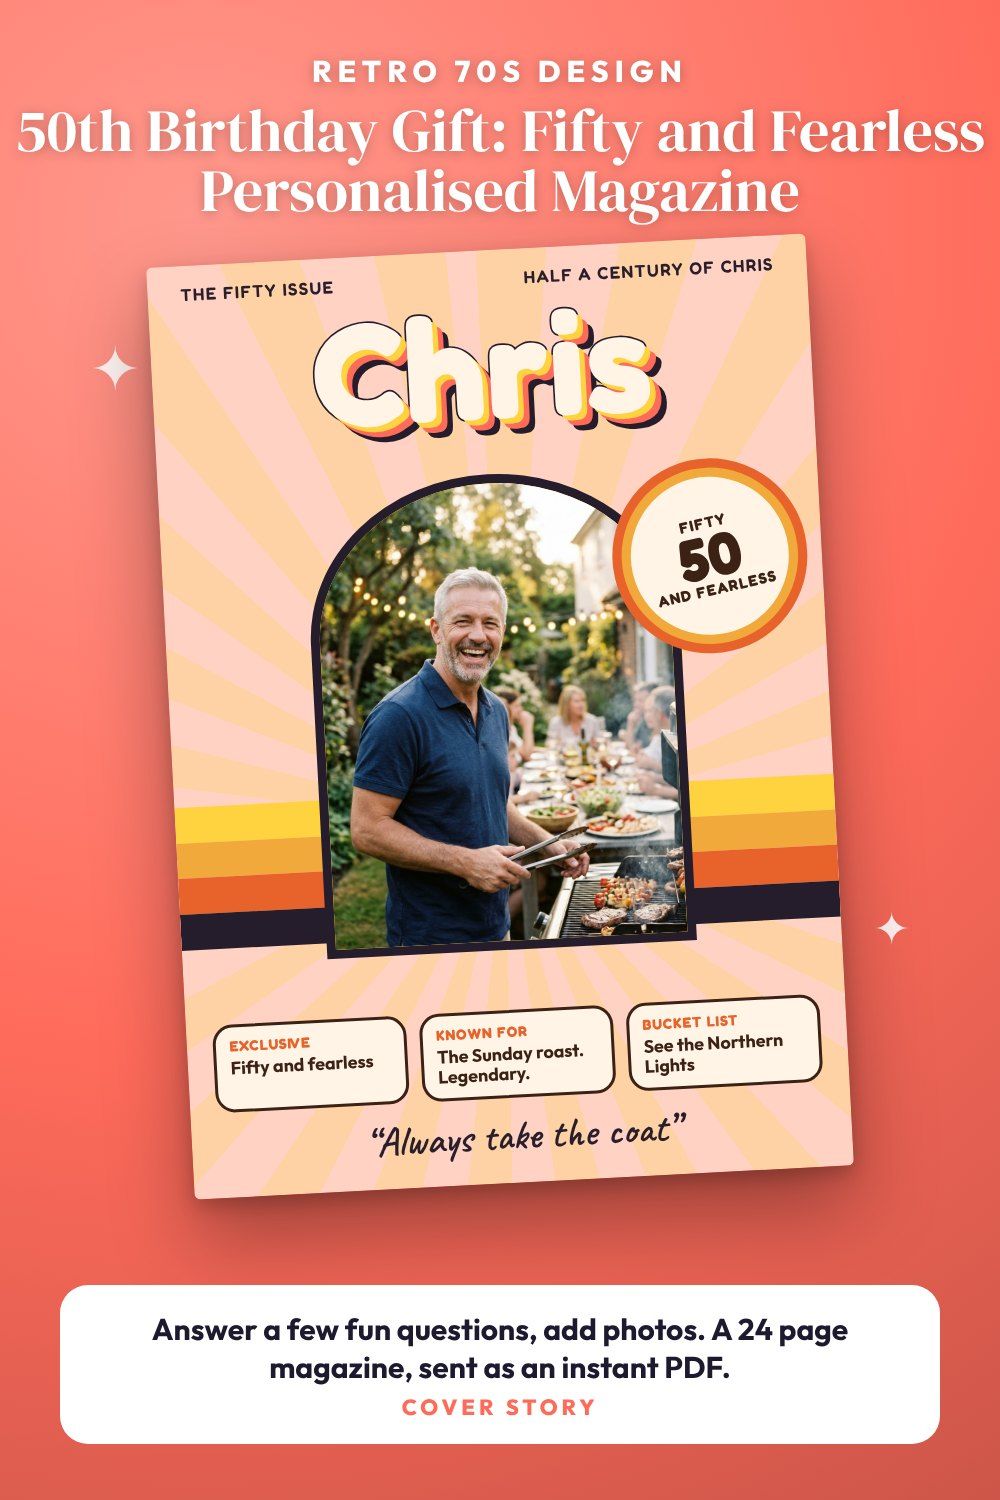 RETRO 70S DESIGN
50th Birthday Gift: Fifty and Fearless
Personalised Magazine
THE FIFTY ISSUE
HALF A CENTURY OF CHRIS
Chris
FIFTY
50
AND FEARLESS
EXCLUSIVE
Fifty and fearless
KNOWN FOR
The Sunday roast.
Legendary.
BUCKET LIST
See the Northern
Lights
“Always take the coat”
Answer a few fun questions, add photos. A 24 page
magazine, sent as an instant PDF.
COVER STORY